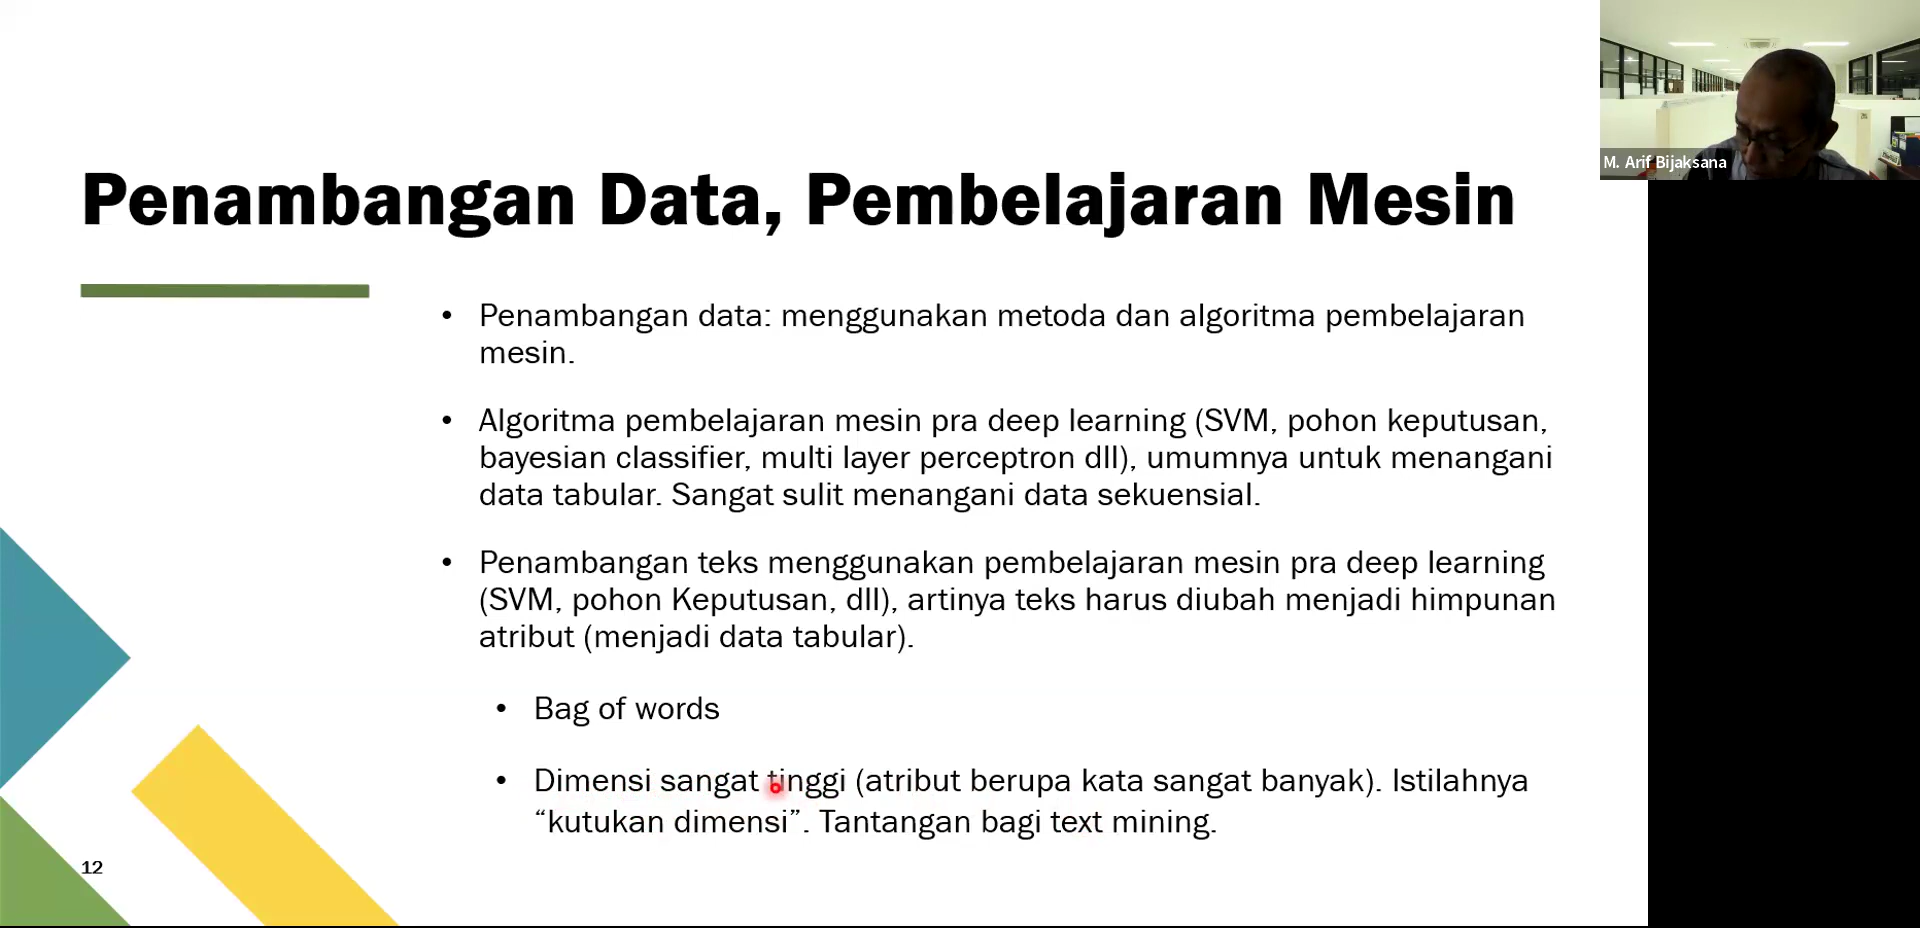 M. Arif Bijaksana
Penambangan Data, Pembelajaran Mesin
• Penambangan data: menggunakan metoda dan algoritma pembelajaran
mesin.
• Algoritma pembelajaran mesin pra deep learning (SVM, pohon keputusan,
bayesian classifier, multi layer perceptron dll), umumnya untuk menangani
data tabular. Sangat sulit menangani data sekuensial.
• Penambangan teks menggunakan pembelajaran mesin pra deep learning
(SVM, pohon Keputusan, dll), artinya teks harus diubah menjadi himpunan
atribut (menjadi data tabular).
• Bag of words
• Dimensi sangat tinggi (atribut berupa kata sangat banyak). Istilahnya
“kutukan dimensi”. Tantangan bagi text mining.
12